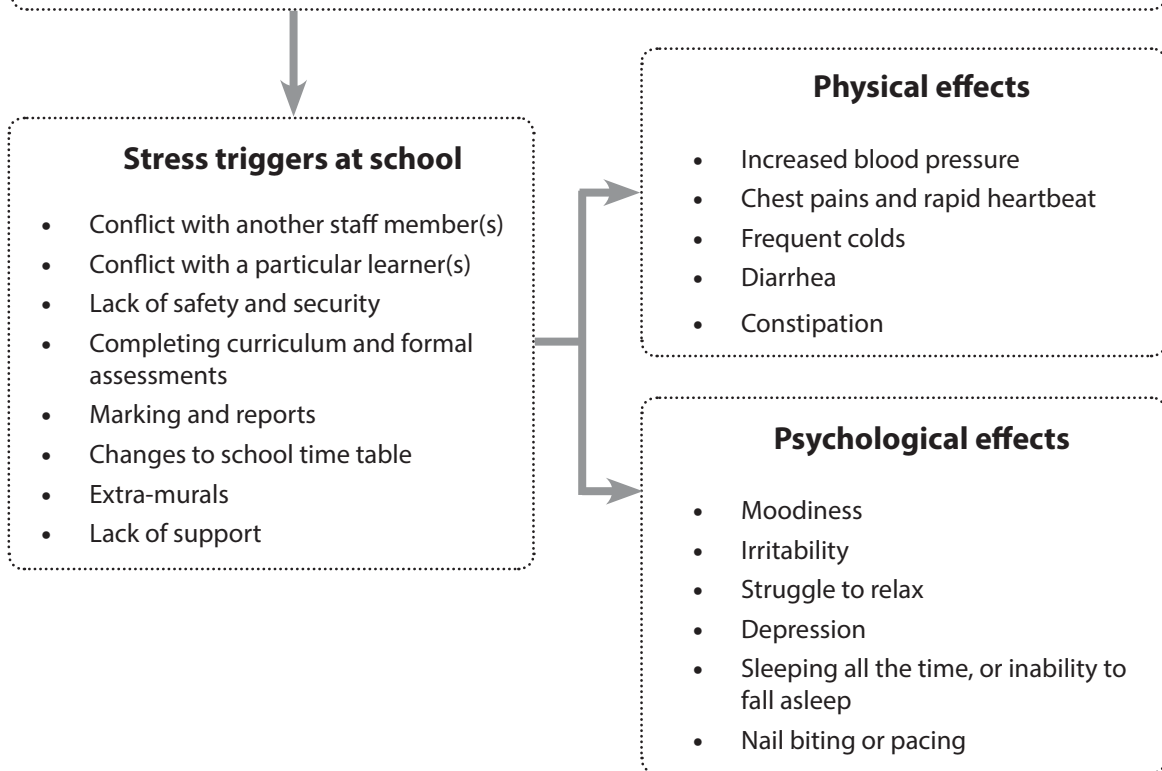 Stress triggers at school
• Conflict with another staff member(s)
• Conflict with a particular learner(s)
• Lack of safety and security
• Completing curriculum and formal
assessments
• Marking and reports
• Changes to school time table
• Extra-murals
• Lack of support
Physical effects
• Increased blood pressure
• Chest pains and rapid heartbeat
• Frequent colds
• Diarrhea
• Constipation
Psychological effects
• Moodiness
• Irritability
• Struggle to relax
• Depression
• Sleeping all the time, or inability to
fall asleep
• Nail biting or pacing